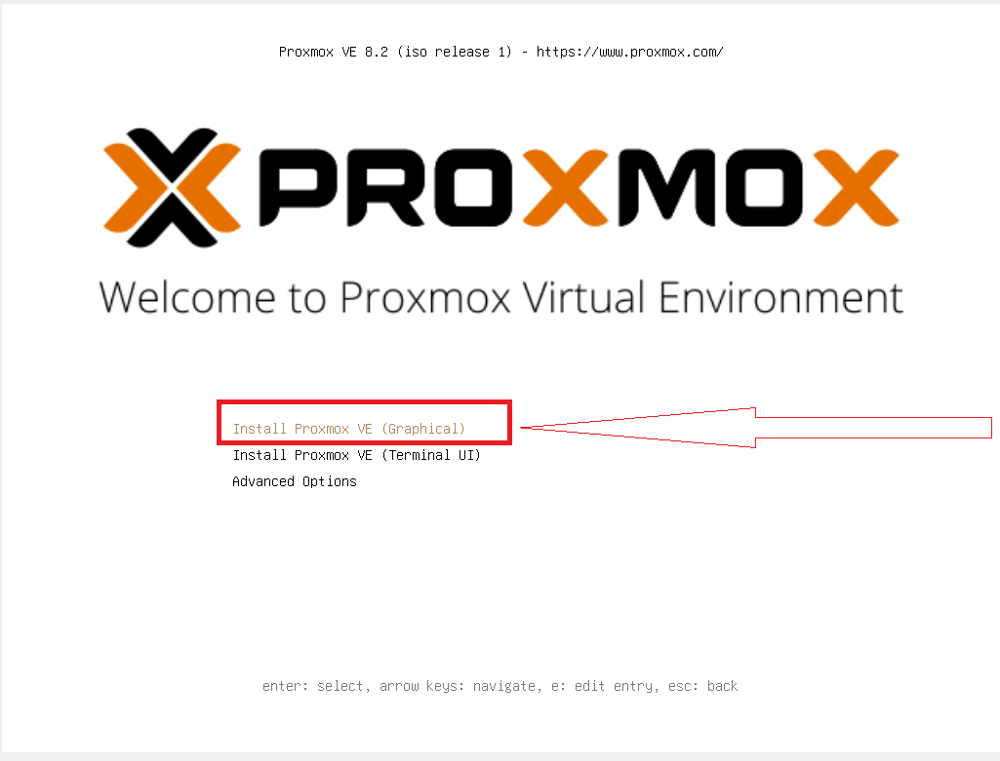 Proxmox VE 8.2 (iso release 1) - https://www.proxmox.com/
PROXMOX
Welcome to Proxmox Virtual Environment
Install Proxmox VE (Graphical)
Install Proxmox VE (Terminal UI)
Advanced Options
enter: select, arrow keys: navigate, e: edit entry, esc: back